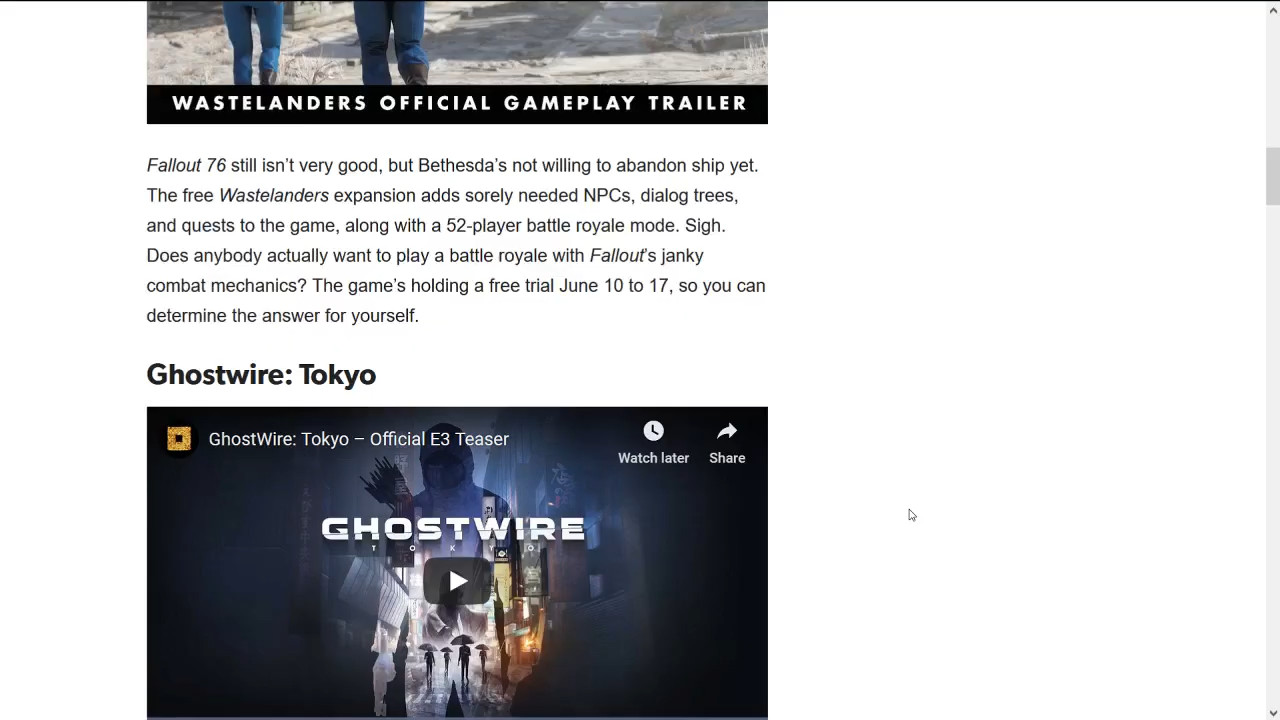 WASTELANDERS OFFICIAL GAMEPLAY TRAILER
Fallout 76 still isn’t very good, but Bethesda’s not willing to abandon ship yet.
The free Wastelanders expansion adds sorely needed NPCs, dialog trees,
and quests to the game, along with a 52-player battle royale mode. Sigh.
Does anybody actually want to play a battle royale with Fallout’s janky
combat mechanics? The game’s holding a free trial June 10 to 17, so you can
determine the answer for yourself.
Ghostwire: Tokyo
GhostWire: Tokyo – Official E3 Teaser
Watch later
Share
GHOSTWIRE
TOKYO